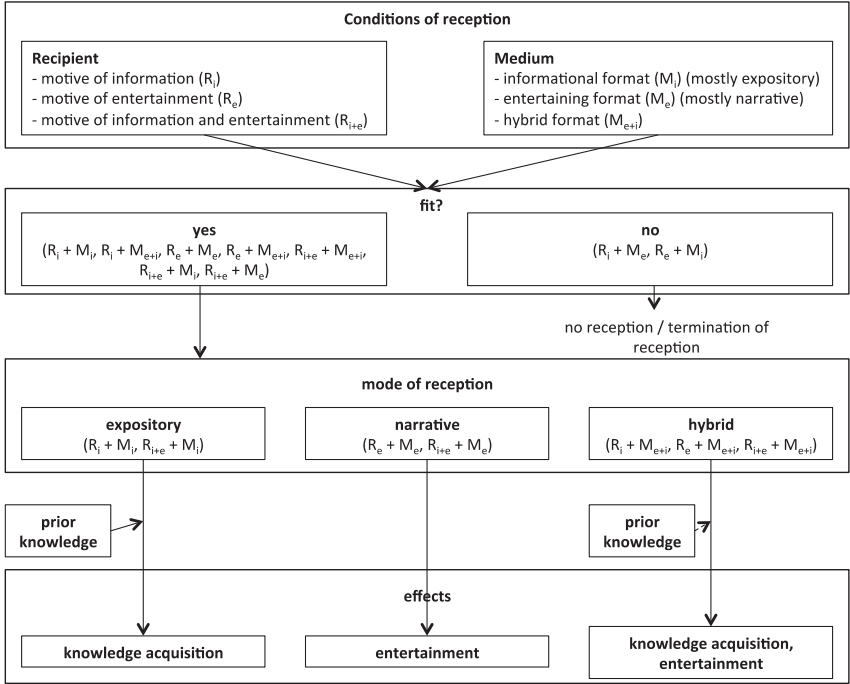 Conditions of reception
Recipient
- motive of information (Ri)
- motive of entertainment (Re)
- motive of information and entertainment (Ri+e)
Medium
- informational format (Mi) (mostly expository)
- entertaining format (Me) (mostly narrative)
- hybrid format (Me+i)
fit?
yes
(Ri + Mi, Ri + Me+i, Re + Me, Re + Me+i, Ri+e + Me+i,
Ri+e + Mi, Ri+e + Me)
no
(Ri + Me, Re + Mi)
no reception / termination of
reception
mode of reception
expository
(Ri + Mi, Ri+e + Mi)
narrative
(Re + Me, Ri+e + Me)
hybrid
(Ri + Me+i, Re + Me+i, Ri+e + Me+i)
prior
knowledge
prior
knowledge
effects
knowledge acquisition
entertainment
knowledge acquisition,
entertainment